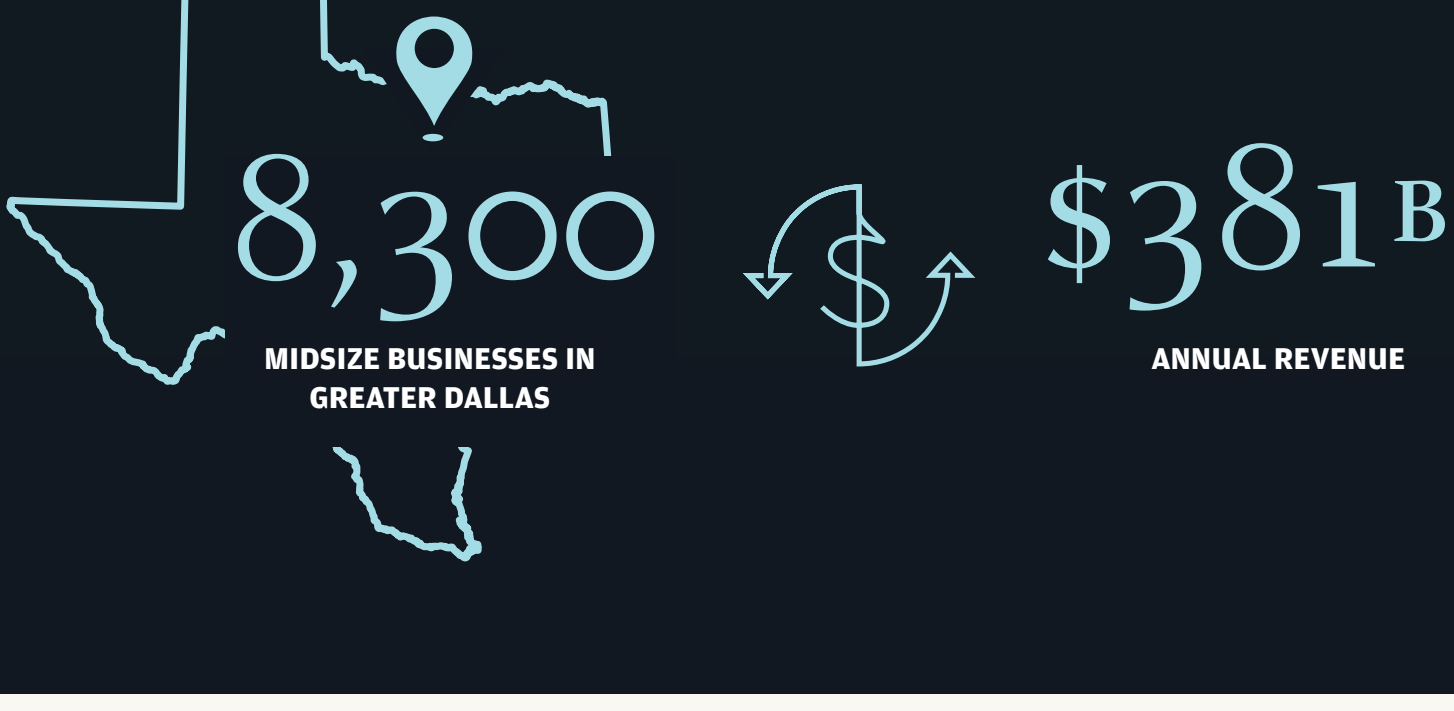 8,300
MIDSIZE BUSINESSES IN
GREATER DALLAS
$381B
ANNUAL REVENUE